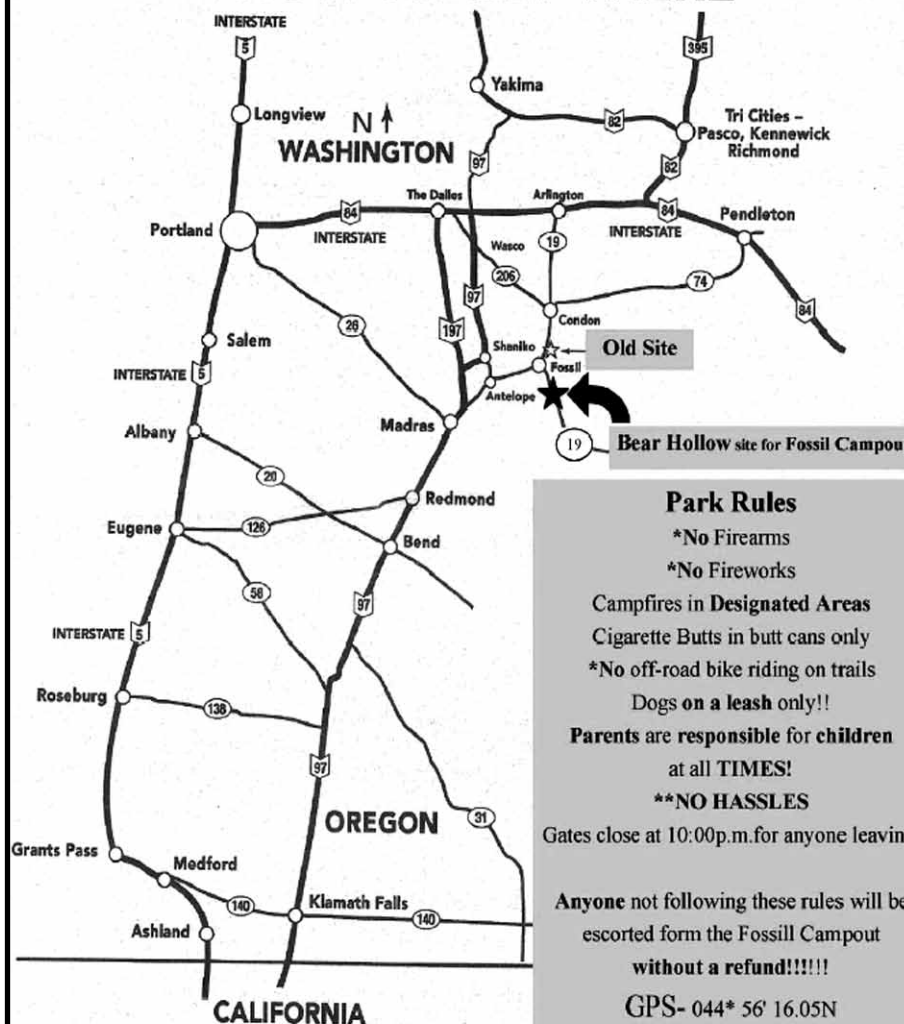 INTERSTATE
5
395
Yakima
Longview
N
82
Tri Cities –
Pasco, Kennewick
Richmond
WASHINGTON
97
82
The Dalles
Arlington
84
84
Pendleton
Portland
INTERSTATE
INTERSTATE
19
Wasco
206
74
97
84
26
Condon
197
Salem
Shaniko
Old Site
Fossil
INTERSTATE
5
Antelope
Madras
Albany
19
Bear Hollow site for Fossil Campou
20
Redmond
126
Eugene
Bend
58
97
INTERSTATE
5
Roseburg
138
97
31
OREGON
Grants Pass
Medford
140
Klamath Falls
140
Ashland
CALIFORNIA
Park Rules
*No Firearms
*No Fireworks
Campfires in Designated Areas
Cigarette Butts in butt cans only
*No off-road bike riding on trails
Dogs on a leash only!!
Parents are responsible for children
at all TIMES!
**NO HASSLES
Gates close at 10:00p.m.for anyone leavin
Anyone not following these rules will be
escorted form the Fossill Campout
without a refund!!!!!!
GPS- 044* 56' 16.05N